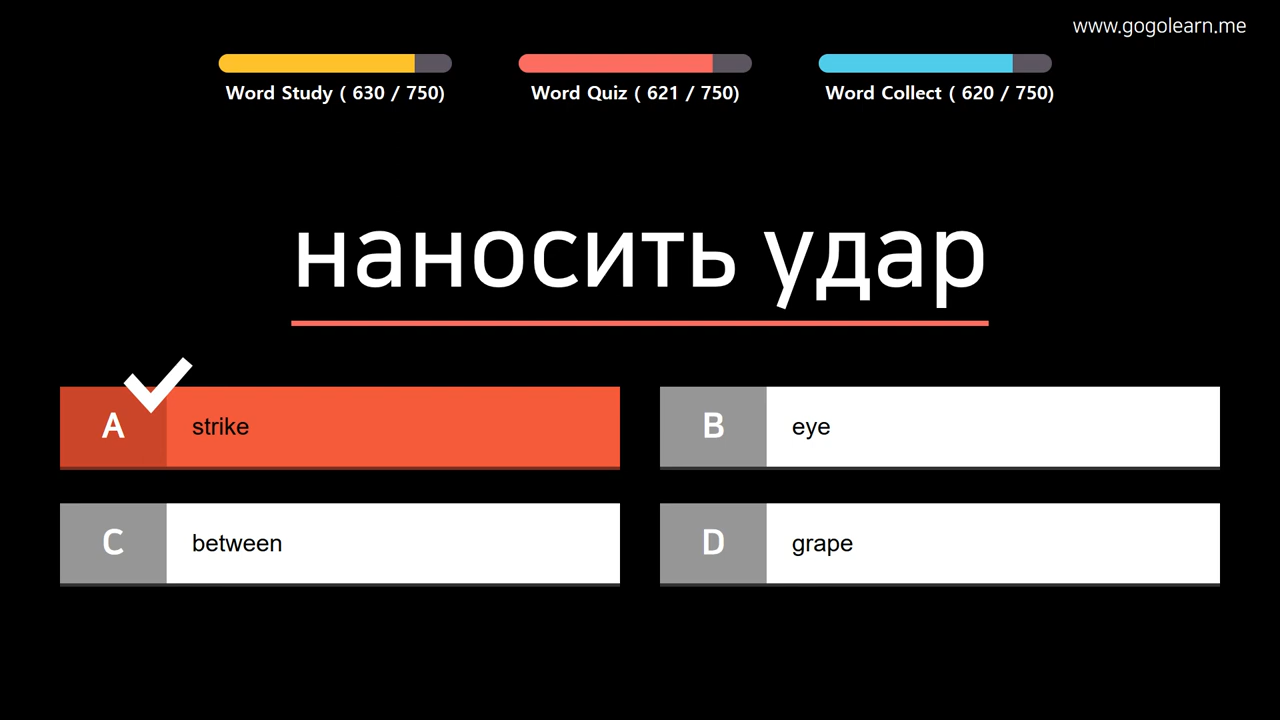 www.gogolearn.me
Word Study ( 630 / 750)
Word Quiz ( 621 / 750)
Word Collect ( 620 / 750)
наносить удар
A strike
B eye
C between
D grape